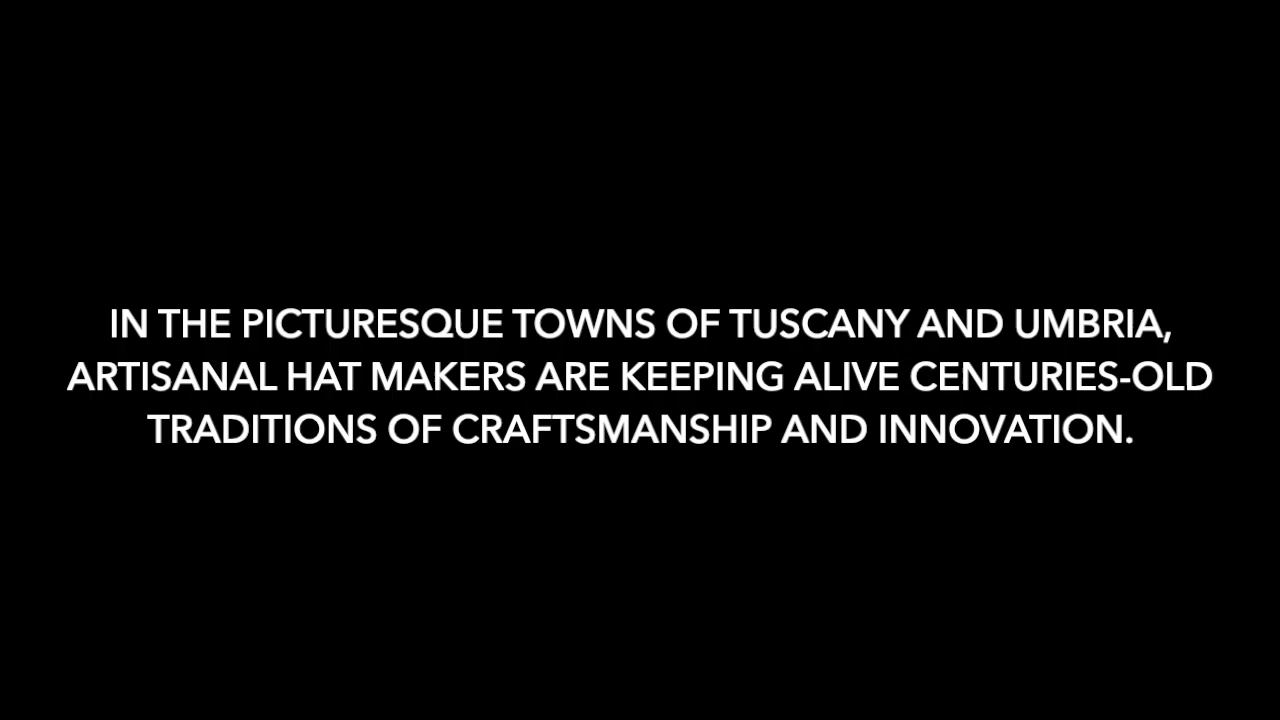 IN THE PICTURESQUE TOWNS OF TUSCANY AND UMBRIA,
ARTISANAL HAT MAKERS ARE KEEPING ALIVE CENTURIES-OLD
TRADITIONS OF CRAFTSMANSHIP AND INNOVATION.